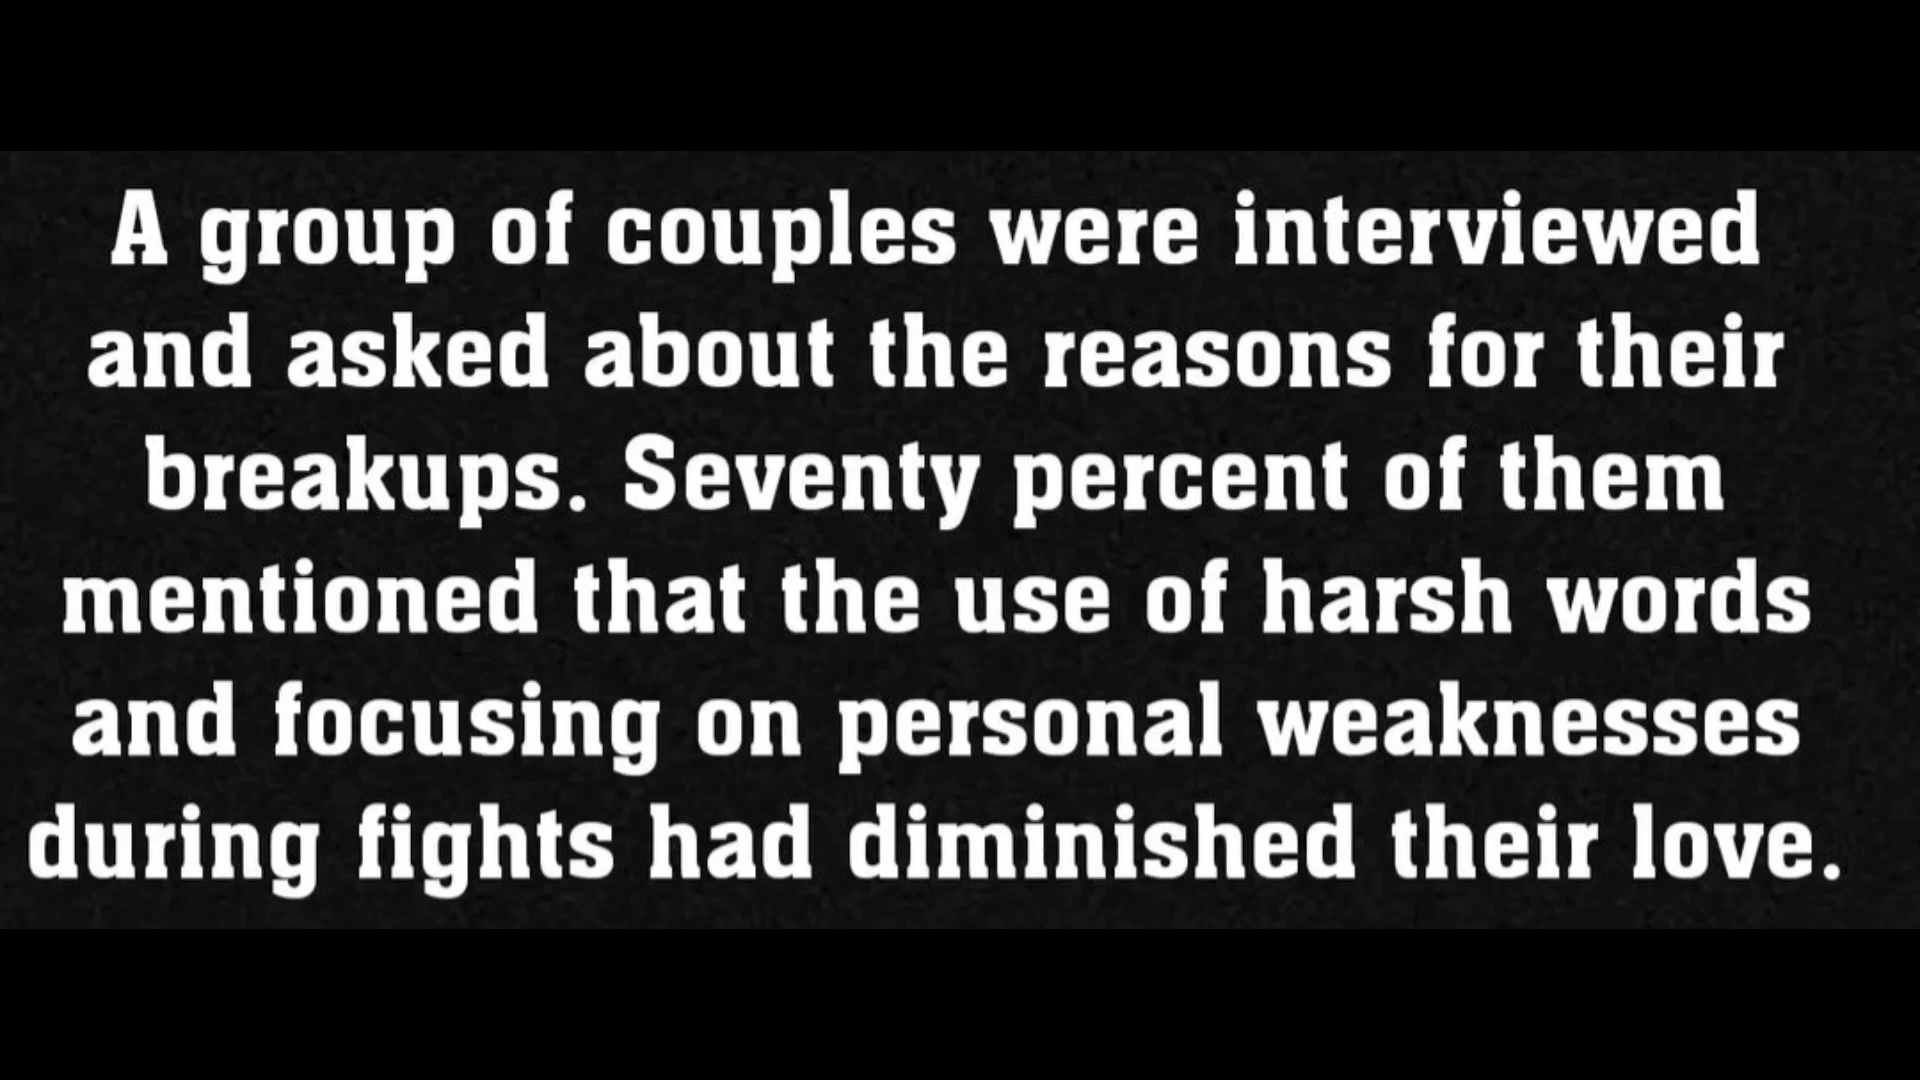 A group of couples were interviewed
and asked about the reasons for their
breakups. Seventy percent of them
mentioned that the use of harsh words
and focusing on personal weaknesses
during fights had diminished their love.